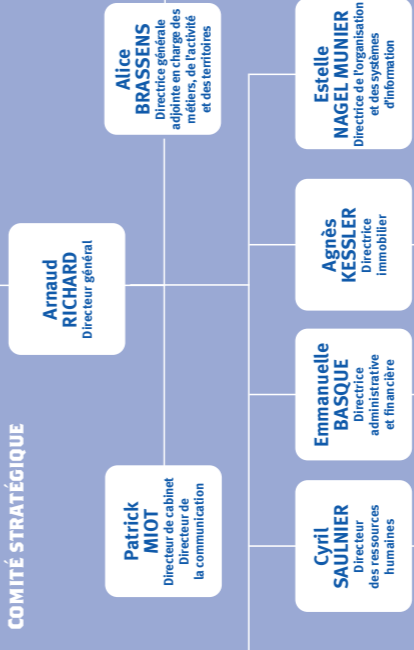 COMITÉ STRATÉGIQUE
Arnaud
RICHARD
Directeur général
Patrick
MIOT
Directeur de cabinet
Directeur de
la communication
Alice
BRASSENS
Directrice générale
adjointe en charge des
métiers, de l'activité
et des territoires
Cyril
SAULNIER
Directeur
des ressources
humaines
Emmanuelle
BASQUE
Directrice
administrative
et financière
Agnès
KESSLER
Directrice
immobilier
Estelle
NAGEL MUNIER
Directrice de l'organisation
et des systèmes
d'information